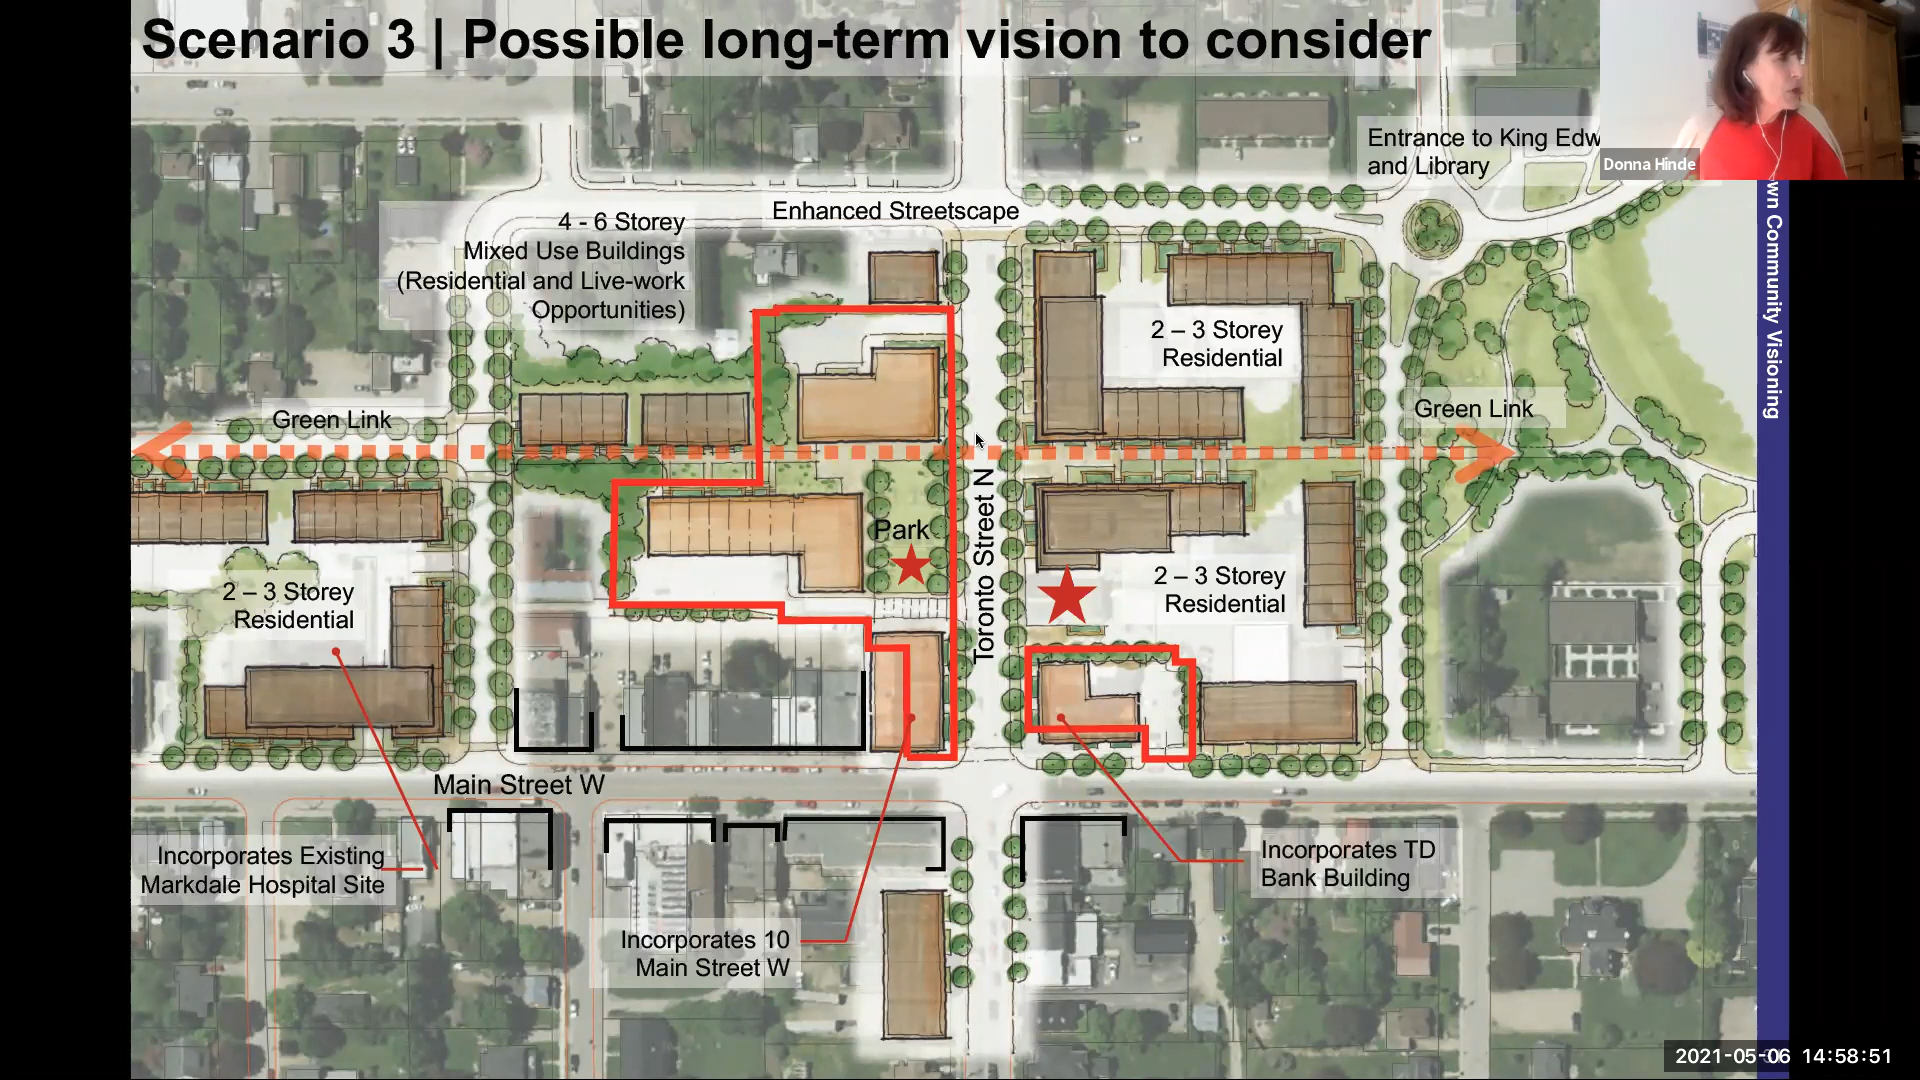 Scenario 3 | Possible long-term vision to consider
Entrance to King Edw
and Library
Donna Hinde
4 - 6 Storey
Mixed Use Buildings
(Residential and Live-work
Opportunities)
Enhanced Streetscape
own Community Visioning
2 – 3 Storey
Residential
Green Link
Green Link
Park
Toronto Street N
2 – 3 Storey
Residential
2 – 3 Storey
Residential
Main Street W
Incorporates Existing
Markdale Hospital Site
Incorporates TD
Bank Building
Incorporates 10
Main Street W
2021-05-06 14:58:51